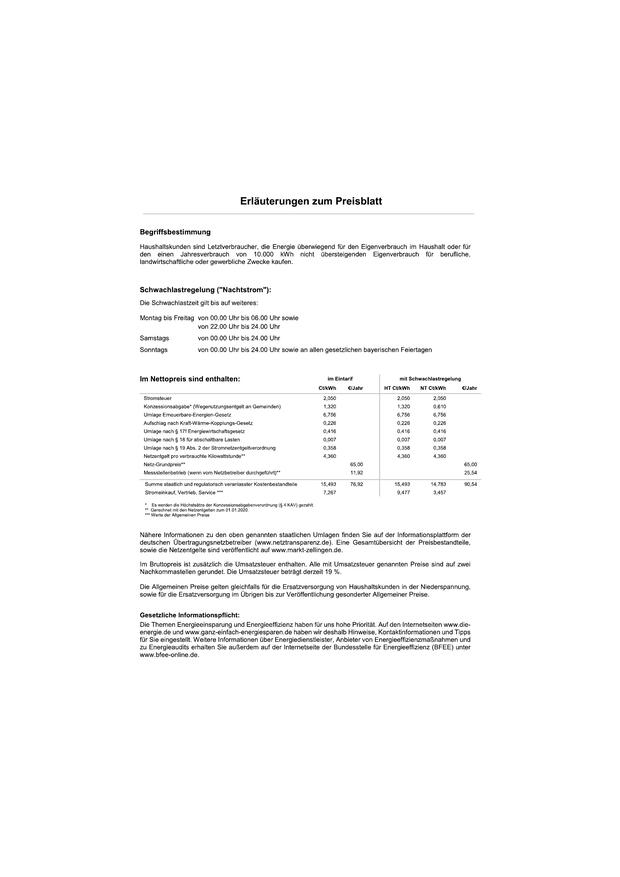 Erläuterungen zum Preisblatt
Begriffsbestimmung
Haushaltskunden sind Letztverbraucher, die Energie überwiegend für den Eigenverbrauch im Haushalt oder für
den einen Jahresverbrauch von 10.000 kWh nicht übersteigenden Eigenverbrauch für berufliche,
landwirtschaftliche oder gewerbliche Zwecke kaufen.
Schwachlastregelung ("Nachtstrom"):
Die Schwachlastzeit gilt bis auf weiteres:
Montag bis Freitag von 00.00 Uhr bis 06.00 Uhr sowie
von 22.00 Uhr bis 24.00 Uhr
Samstags von 00.00 Uhr bis 24.00 Uhr
Sonntags von 00.00 Uhr bis 24.00 Uhr sowie an allen gesetzlichen bayerischen Feiertagen
Im Nettopreis sind enthalten: im Eintarif mit Schwachlastregelung
Ct/kWh €/Jahr HT Ct/kWh NT Ct/kWh €/Jahr
Stromsteuer 2,050 2,050 2,050
Konzessionsabgabe* (Wegenutzungsentgelt an Gemeinden) 1,320 1,320 0,610
Umlage Erneuerbare-Energien-Gesetz 6,756 6,756 6,756
Aufschlag nach Kraft-Wärme-Kopplungs-Gesetz 0,226 0,226 0,226
Umlage nach § 17f Energiewirtschaftsgesetz 0,416 0,416 0,416
Umlage nach § 18 für abschaltbare Lasten 0,007 0,007 0,007
Umlage nach § 19 Abs. 2 der Stromnetzentgeltverordnung 0,358 0,358 0,358
Netzentgelt pro verbrauchte Kilowattstunde** 4,360 4,360 4,360
Netz-Grundpreis** 65,00 65,00
Messstellenbetrieb (wenn vom Netzbetreiber durchgeführt)** 11,92 25,54
Summe staatlich und regulatorisch veranlasster Kostenbestandteile 15,493 76,92 15,493 14,783 90,54
Stromeinkauf, Vertrieb, Service *** 7,267 9,477 3,457
* Es werden die Höchstsätze der Konzessionsabgabenverordnung (§ 4 KAV) gezahlt
** Gerechnet mit den Netzentgelten zum 01.01.2020
*** Werte der Allgemeinen Preise
Nähere Informationen zu den oben genannten staatlichen Umlagen finden Sie auf der Informationsplattform der
deutschen Übertragungsnetzbetreiber (www.netztransparenz.de). Eine Gesamtübersicht der Preisbestandteile,
sowie die Netzentgelte sind veröffentlicht auf www.markt-zellingen.de.
Im Bruttopreis ist zusätzlich die Umsatzsteuer enthalten. Alle mit Umsatzsteuer genannten Preise sind auf zwei
Nachkommastellen gerundet. Die Umsatzsteuer beträgt derzeit 19 %.
Die Allgemeinen Preise gelten gleichfalls für die Ersatzversorgung von Haushaltskunden in der Niederspannung,
sowie für die Ersatzversorgung im Übrigen bis zur Veröffentlichung gesonderter Allgemeiner Preise.
Gesetzliche Informationspflicht:
Die Themen Energieeinsparung und Energieeffizienz haben für uns hohe Priorität. Auf den Internetseiten www.die-
energie.de und www.ganz-einfach-energiesparen.de haben wir deshalb Hinweise, Kontaktinformationen und Tipps
für Sie eingestellt. Weitere Informationen über Energiedienstleister, Anbieter von Energieeffizienzmaßnahmen und
zu Energieaudits erhalten Sie außerdem auf der Internetseite der Bundesstelle für Energieeffizienz (BFEE) unter
www.bfee-online.de.